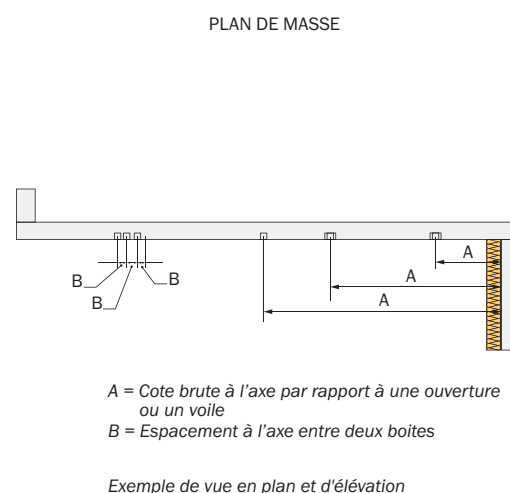 PLAN DE MASSE
A
A
A
B
B
B
A = Cote brute à l'axe par rapport à une ouverture
ou un voile
B = Espacement à l'axe entre deux boites
Exemple de vue en plan et d'élévation